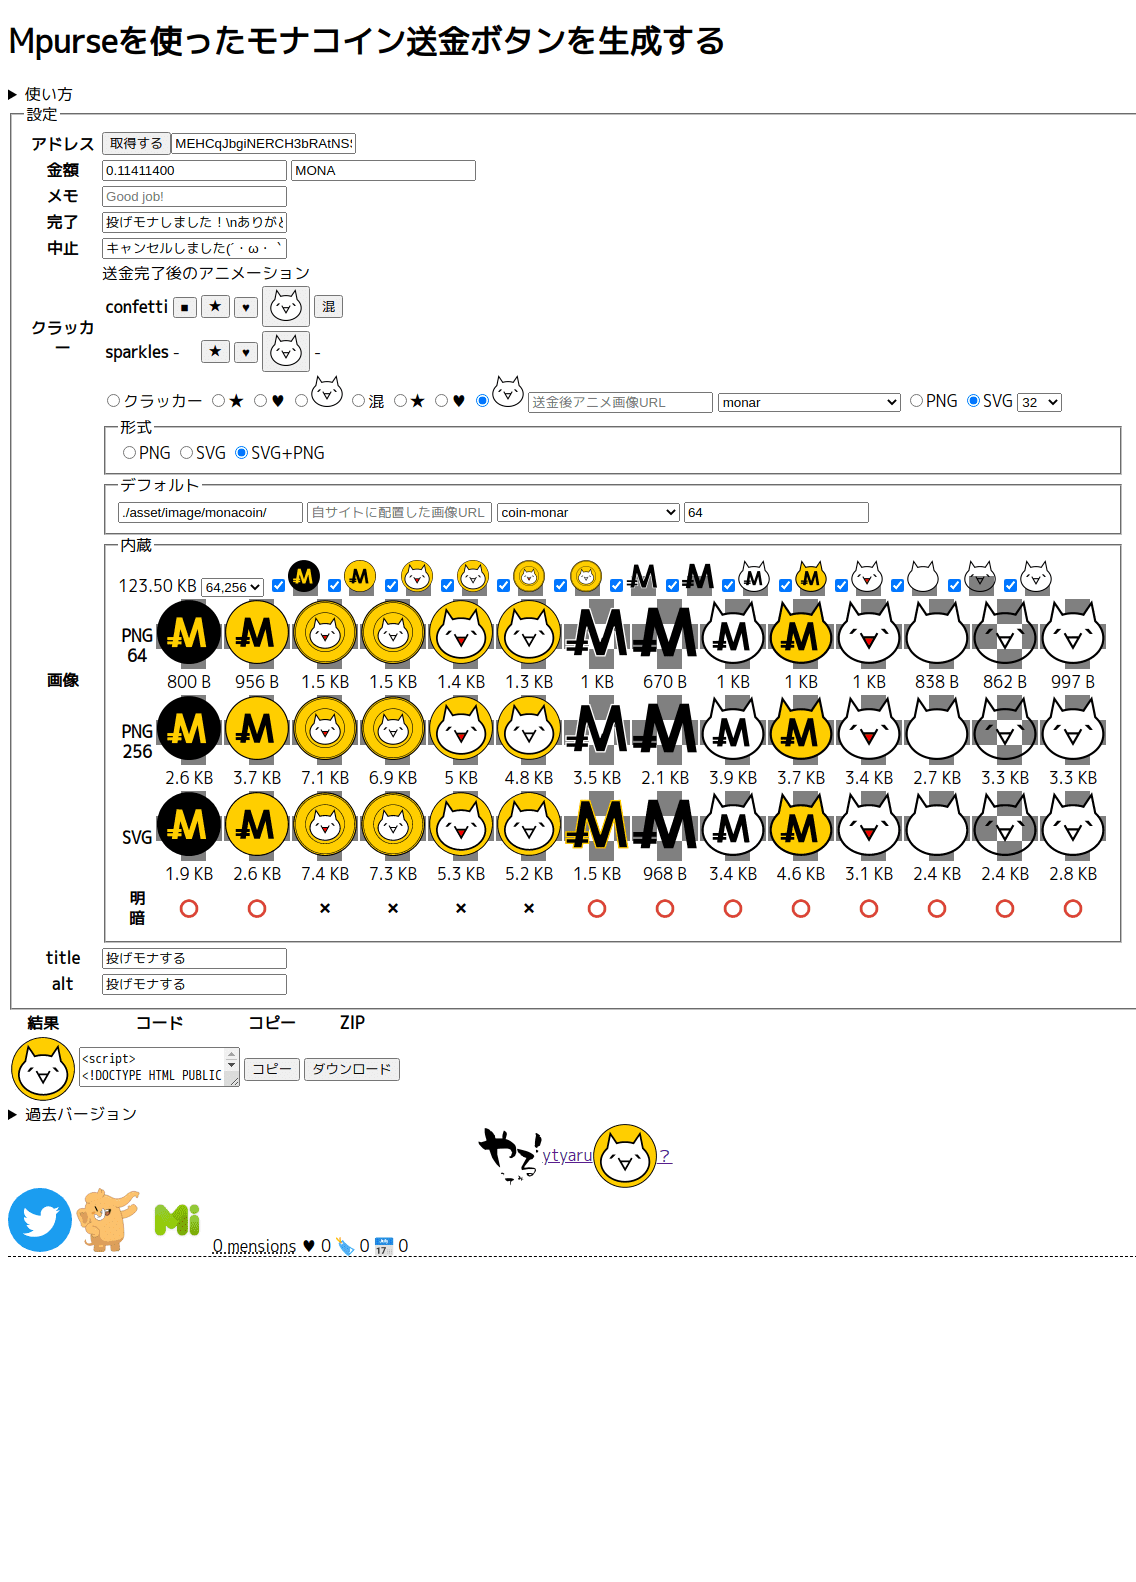 Mpurseを使ったモナコイン送金ボタンを生成する
▶ 使い方
設定
アドレス 取得する MEHCqJbgiNERCH3bRAtNSS
金額 0.11411400 MONA
メモ Good job!
完了 投げモナしました！\nありがと
中止 キャンセルしました(´・ω・｀
クラッカー
送金完了後のアニメーション
confetti ■ ★ ♥ 混
sparkles - ★ ♥ -
画像
クラッカー ★ ♥ 混 ★ ♥ 送金後アニメ画像URL monar PNG SVG 32
形式
PNG SVG SVG+PNG
デフォルト
./asset/image/monacoin/ 自サイトに配置した画像URL coin-monar 64
内蔵
123.50 KB 64,256
PNG 64
800 B 956 B 1.5 KB 1.5 KB 1.4 KB 1.3 KB 1 KB 670 B 1 KB 1 KB 1 KB 838 B 862 B 997 B
PNG 256
2.6 KB 3.7 KB 7.1 KB 6.9 KB 5 KB 4.8 KB 3.5 KB 2.1 KB 3.9 KB 3.7 KB 3.4 KB 2.7 KB 3.3 KB 3.3 KB
SVG
1.9 KB 2.6 KB 7.4 KB 7.3 KB 5.3 KB 5.2 KB 1.5 KB 968 B 3.4 KB 4.6 KB 3.1 KB 2.4 KB 2.4 KB 2.8 KB
明暗 ⭕ ⭕ × × × × ⭕ ⭕ ⭕ ⭕ ⭕ ⭕ ⭕ ⭕
title 投げモナする
alt 投げモナする
結果 コード コピー ZIP
<script>
<!DOCTYPE HTML PUBLIC
コピー ダウンロード
▶ 過去バージョン
やる ytyaru ？
Mi 0 mensions ♥ 0 🏷 0 📅 0